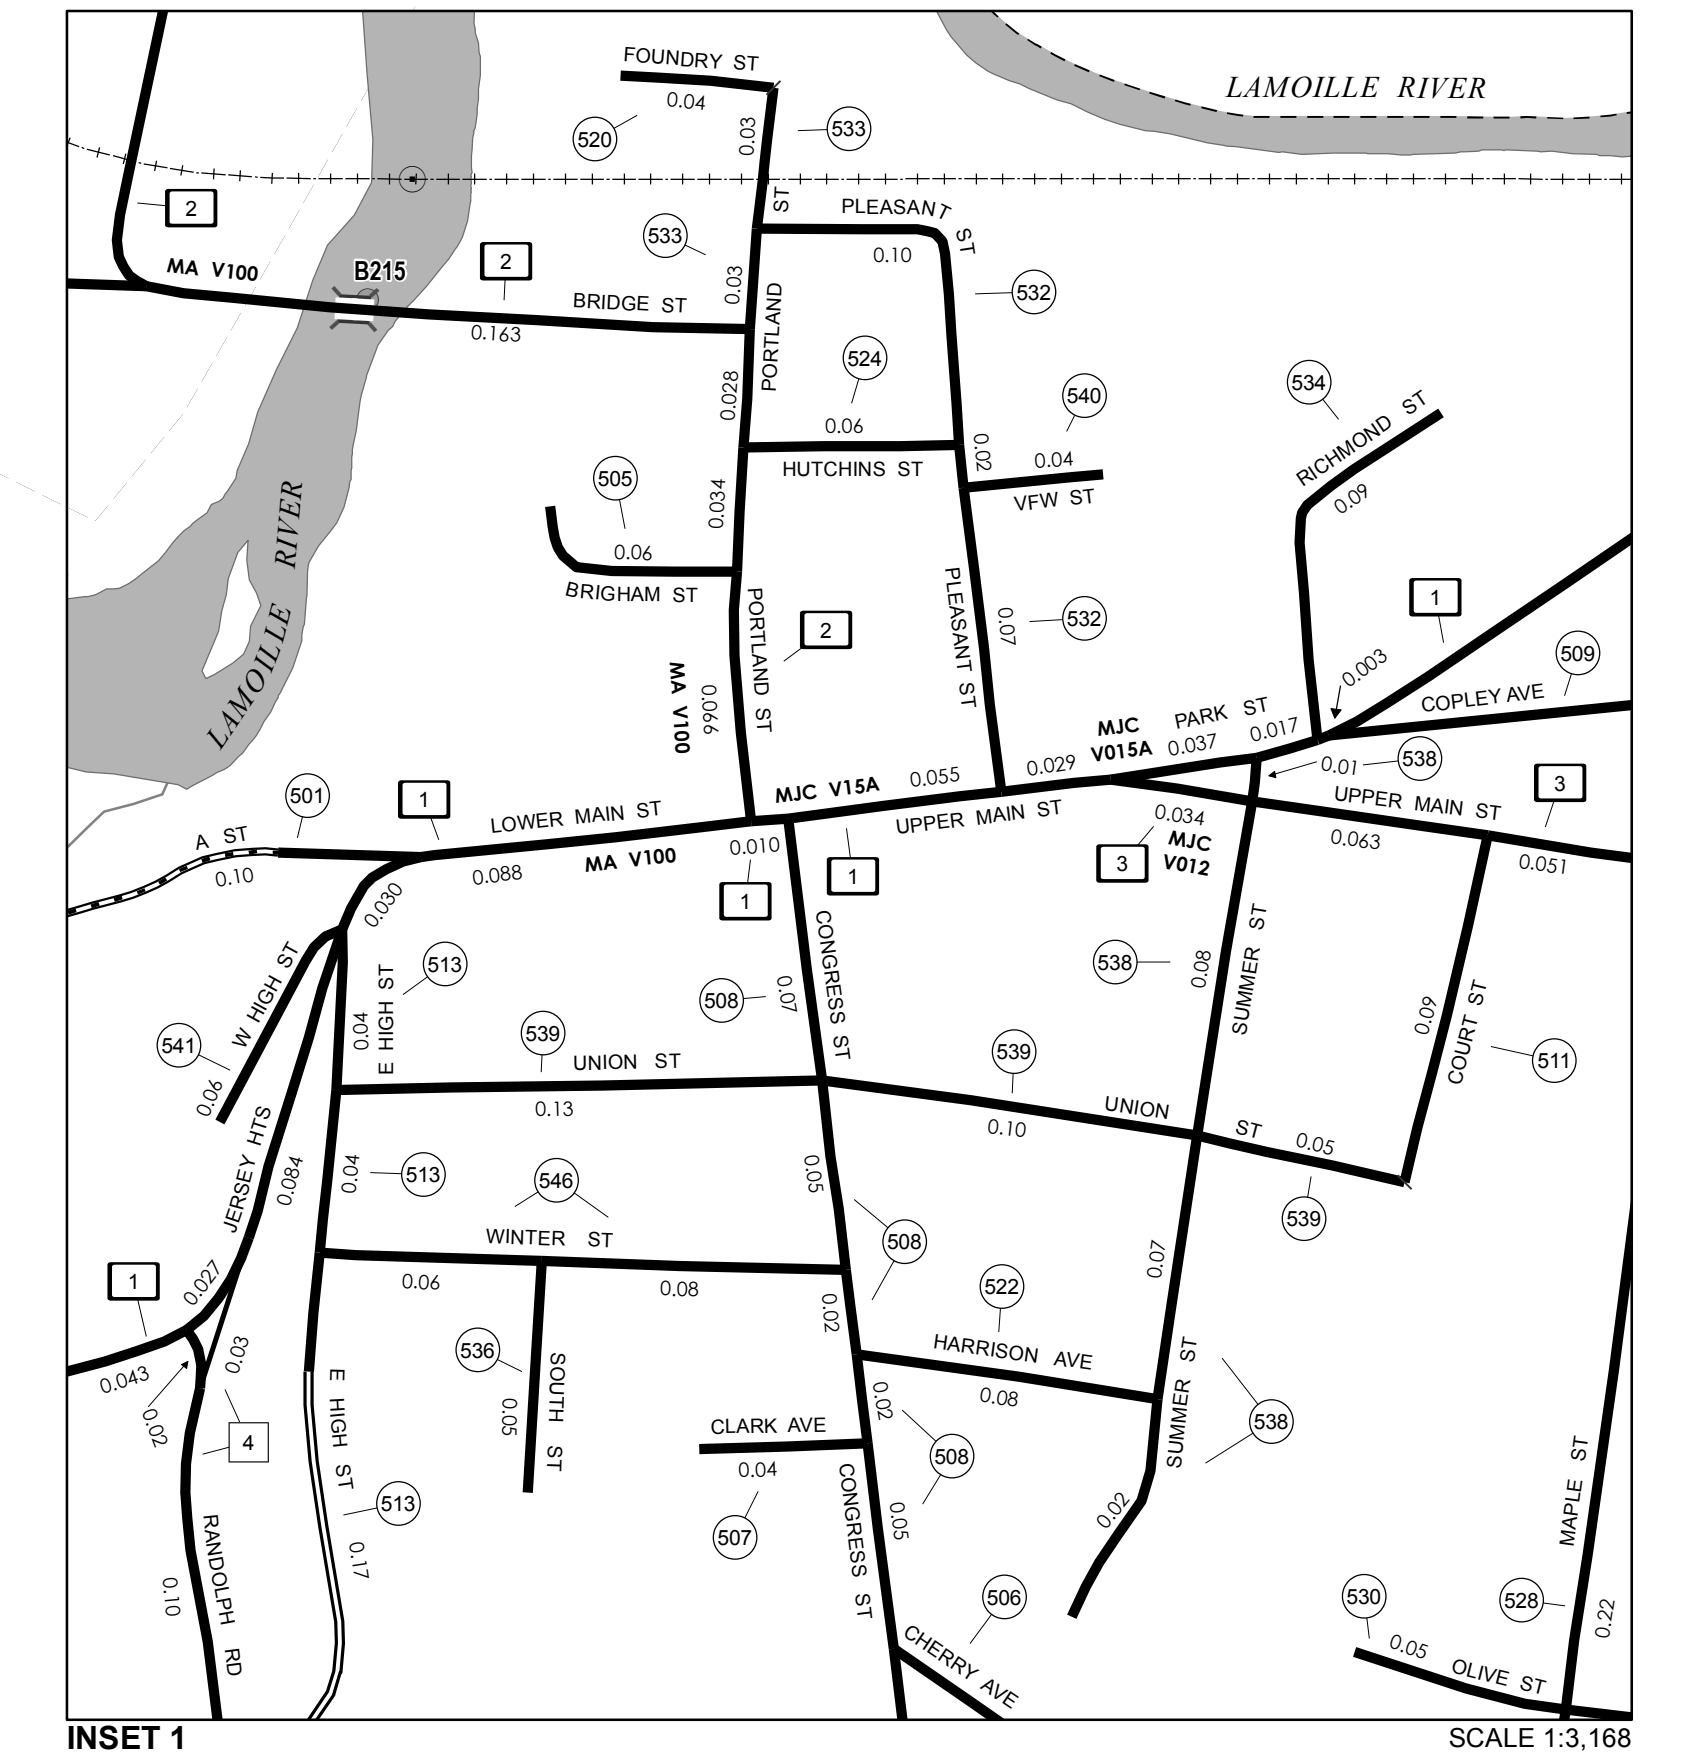 FOUNDRY ST
0.04
520
0.03
533
LAMOILLE RIVER
2
ST
PLEASANT ST
0.10
533
0.03
MA V100
B215
2
BRIDGE ST
0.163
532
PORTLAND
524
0.028
0.06
HUTCHINS ST
540
0.02
0.04
VFW ST
534
RICHMOND ST
0.09
505
0.034
0.06
BRIGHAM ST
LAMOILLE RIVER
PORTLAND ST
2
MA V100
0.066
PLEASANT ST
0.07
532
1
0.003
509
COPLEY AVE
MJC
V015A
PARK ST
0.037
0.017
538
0.01
501
A ST
0.10
1
LOWER MAIN ST
0.088
MA V100
MJC V15A
0.055
0.029
UPPER MAIN ST
0.010
1
1
0.034
MJC
V012
3
UPPER MAIN ST
3
0.063
0.051
0.030
W HIGH ST
541
0.06
513
E HIGH ST
0.04
508
0.07
CONGRESS ST
538
0.08
SUMMER ST
0.09
COURT ST
511
539
UNION ST
0.13
539
UNION ST
0.10
0.05
539
JERSEY HTS
0.084
0.04
513
546
WINTER ST
0.06
0.08
0.05
508
0.02
0.07
1
0.027
0.043
0.02
0.03
4
536
SOUTH ST
0.05
522
HARRISON AVE
0.08
SUMMER ST
538
0.02
CLARK AVE
0.04
507
0.02
508
0.05
CONGRESS ST
E HIGH ST
513
0.17
RANDOLPH RD
0.10
506
CHERRY AVE
530
0.05
OLIVE ST
528
MAPLE ST
0.22
INSET 1
SCALE 1:3,168